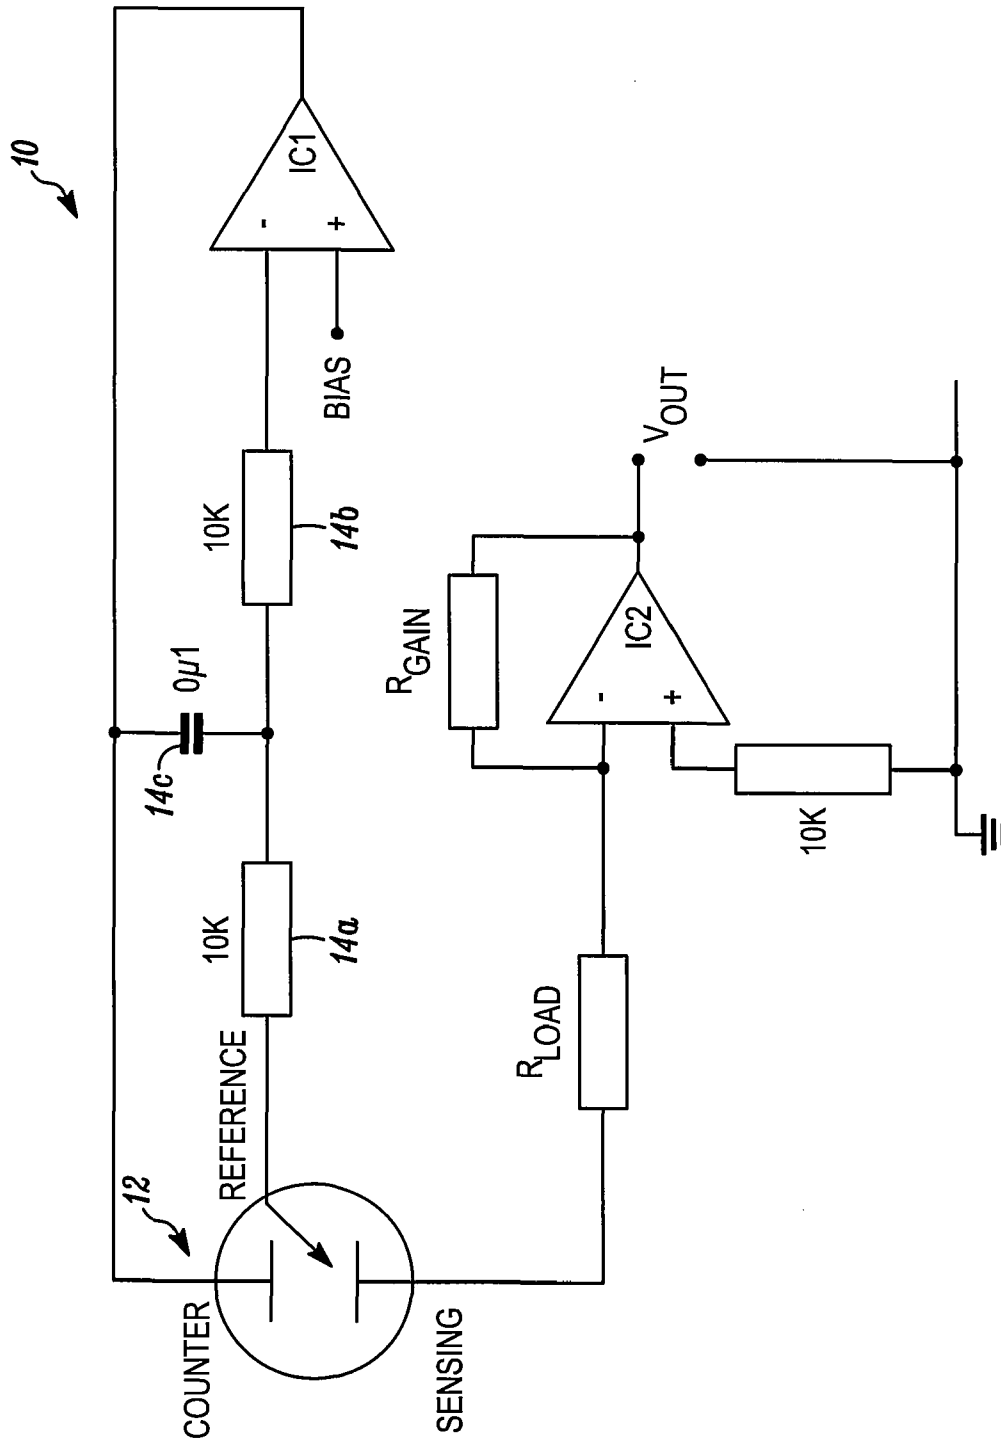 10
12
COUNTER
REFERENCE
SENSING
10K
14a
14c
0µ1
10K
14b
BIAS
-
+
IC1
RLOAD
RGAIN
-
+
IC2
10K
VOUT